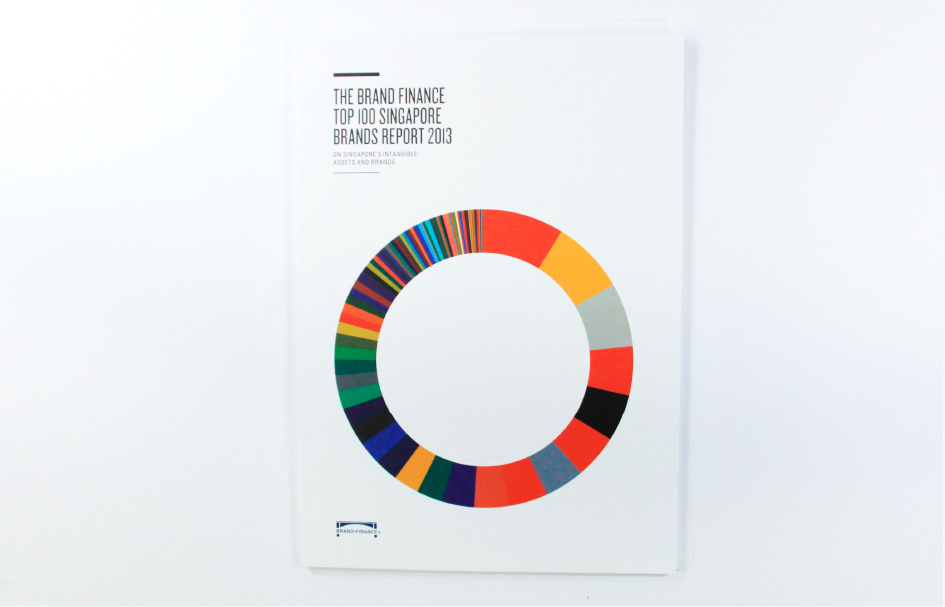 THE BRAND FINANCE
TOP 100 SINGAPORE
BRANDS REPORT 2013
ON SINGAPORE'S INTANGIBLE
ASSETS AND BRANDS
BRAND FINANCE